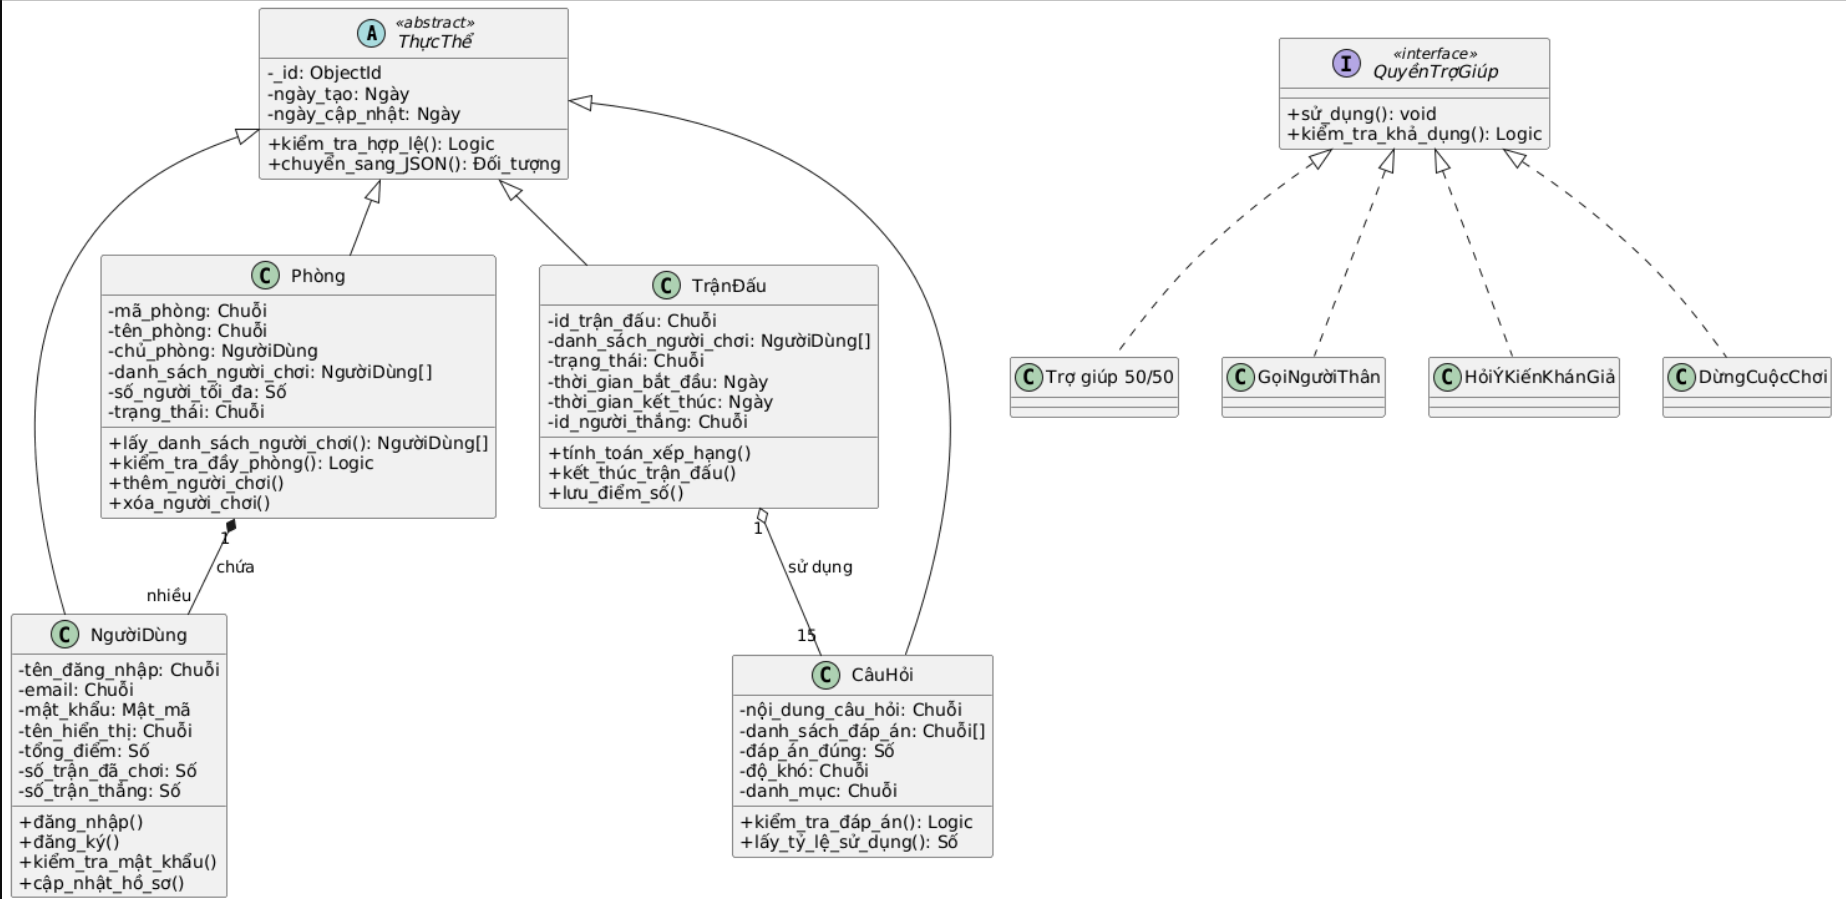 «abstract»
A ThựcThể
-_id: ObjectId
-ngày_tạo: Ngày
-ngày_cập_nhật: Ngày
+kiểm_tra_hợp_lệ(): Logic
+chuyển_sang_JSON(): Đối_tượng
«interface»
I QuyềnTrợGiúp
+sử_dụng(): void
+kiểm_tra_khả_dụng(): Logic
C Phòng
-mã_phòng: Chuỗi
-tên_phòng: Chuỗi
-chủ_phòng: NgườiDùng
-danh_sách_người_chơi: NgườiDùng[]
-số_người_tối_đa: Số
-trạng_thái: Chuỗi
+lấy_danh_sách_người_chơi(): NgườiDùng[]
+kiểm_tra_đầy_phòng(): Logic
+thêm_người_chơi()
+xóa_người_chơi()
C TrậnĐấu
-id_trận_đấu: Chuỗi
-danh_sách_người_chơi: NgườiDùng[]
-trạng_thái: Chuỗi
-thời_gian_bắt_đầu: Ngày
-thời_gian_kết_thúc: Ngày
-id_người_thắng: Chuỗi
+tính_toán_xếp_hạng()
+kết_thúc_trận_đấu()
+lưu_điểm_số()
C Trợ giúp 50/50
C GọiNgườiThân
C HỏiÝKiếnKhánGiả
C DừngCuộcChơi
1
chứa
nhiều
1
sử dụng
15
C NgườiDùng
-tên_đăng_nhập: Chuỗi
-email: Chuỗi
-mật_khẩu: Mật_mã
-tên_hiển_thị: Chuỗi
-tổng_điểm: Số
-số_trận_đã_chơi: Số
-số_trận_thắng: Số
+đăng_nhập()
+đăng_ký()
+kiểm_tra_mật_khẩu()
+cập_nhật_hồ_sơ()
C CâuHỏi
-nội_dung_câu_hỏi: Chuỗi
-danh_sách_đáp_án: Chuỗi[]
-đáp_án_đúng: Số
-độ_khó: Chuỗi
-danh_mục: Chuỗi
+kiểm_tra_đáp_án(): Logic
+lấy_tỷ_lệ_sử_dụng(): Số